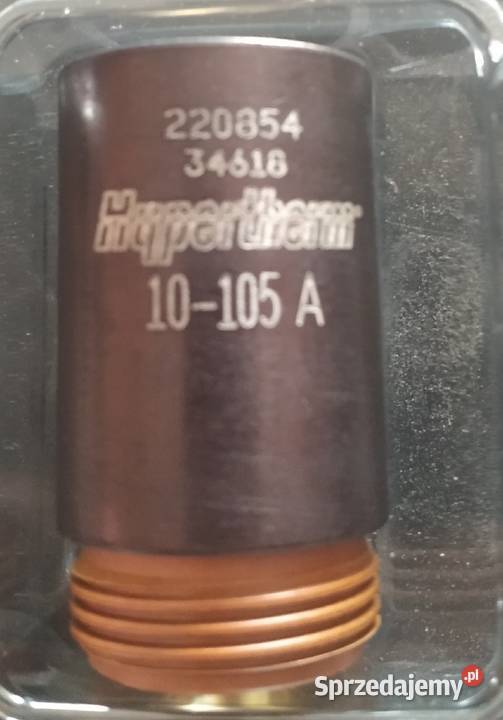 220854
34618
Hypertherm
10-105 A
Sprzedajemy.pl